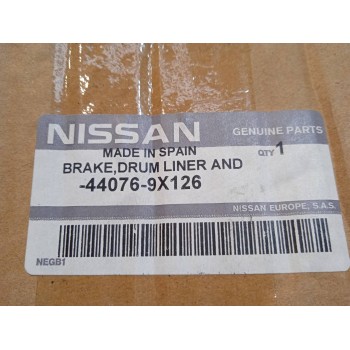 NISSAN GENUINE PARTS
MADE IN SPAIN QTY 1
BRAKE,DRUM LINER AND
-44076-9X126
NISSAN EUROPE, S.A.S.
NEGB1